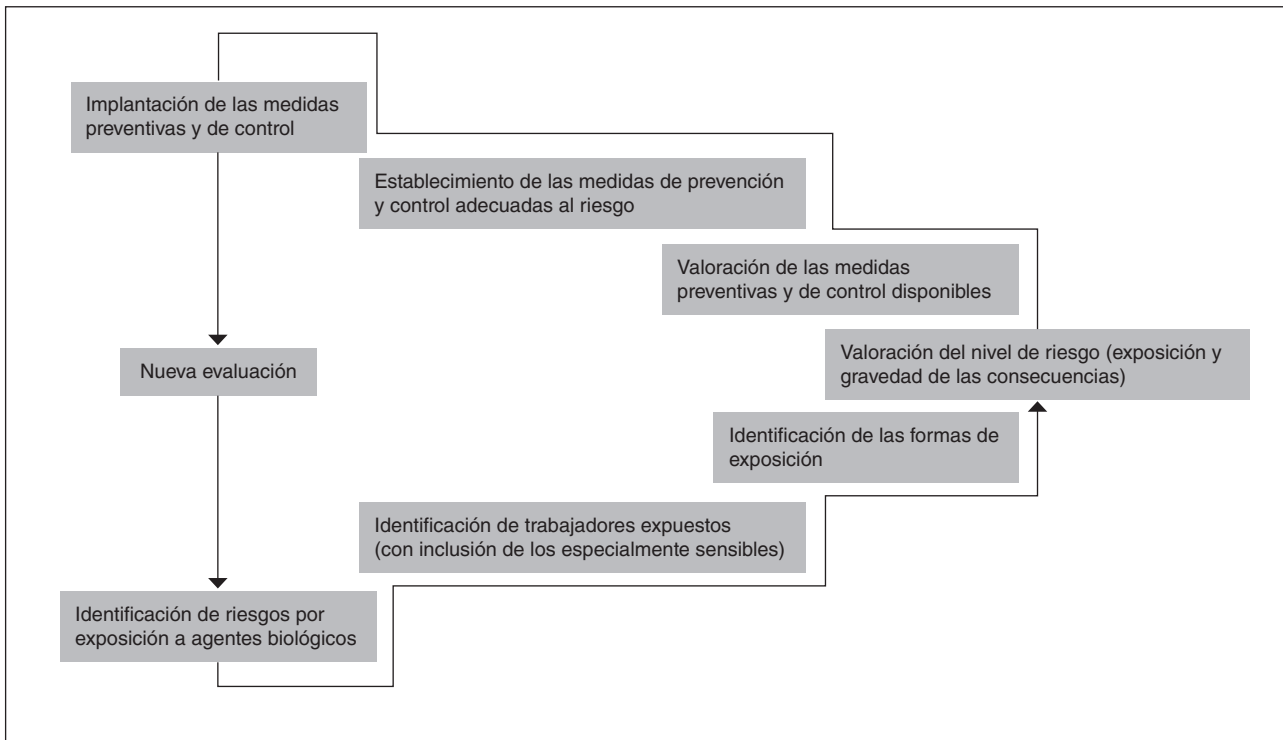 Implantación de las medidas
preventivas y de control
Establecimiento de las medidas de prevención
y control adecuadas al riesgo
Valoración de las medidas
preventivas y de control disponibles
Valoración del nivel de riesgo (exposición y
gravedad de las consecuencias)
Nueva evaluación
Identificación de las formas de
exposición
Identificación de trabajadores expuestos
(con inclusión de los especialmente sensibles)
Identificación de riesgos por
exposición a agentes biológicos